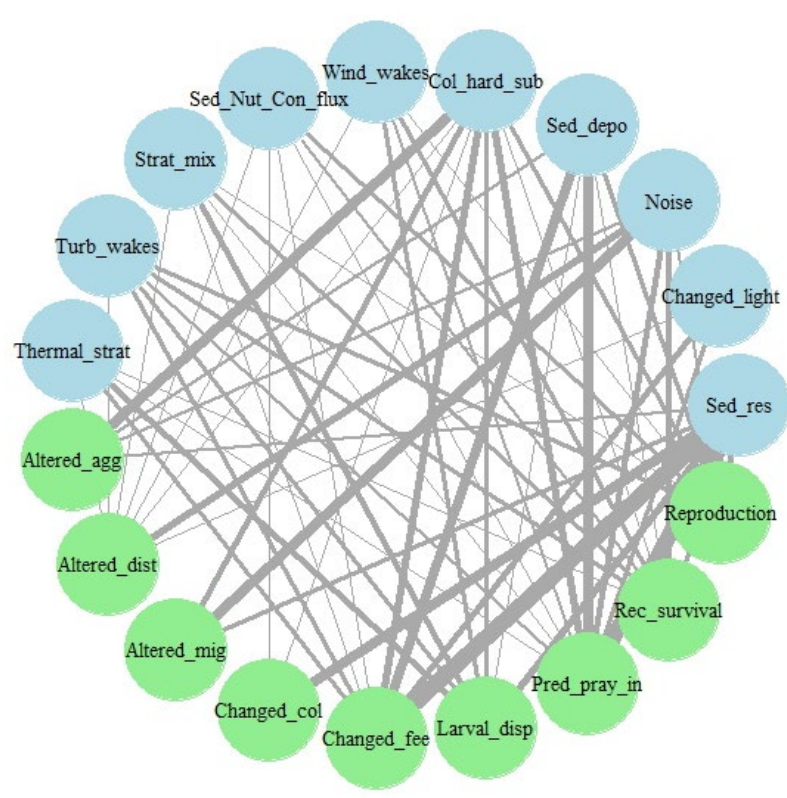 Wind_wakes
Col_hard_sub
Sed_Nut_Con_flux
Sed_depo
Strat_mix
Noise
Turb_wakes
Changed_light
Thermal_strat
Sed_res
Altered_agg
Reproduction
Altered_dist
Rec_survival
Altered_mig
Pred_pray_in
Changed_col
Larval_disp
Changed_fee